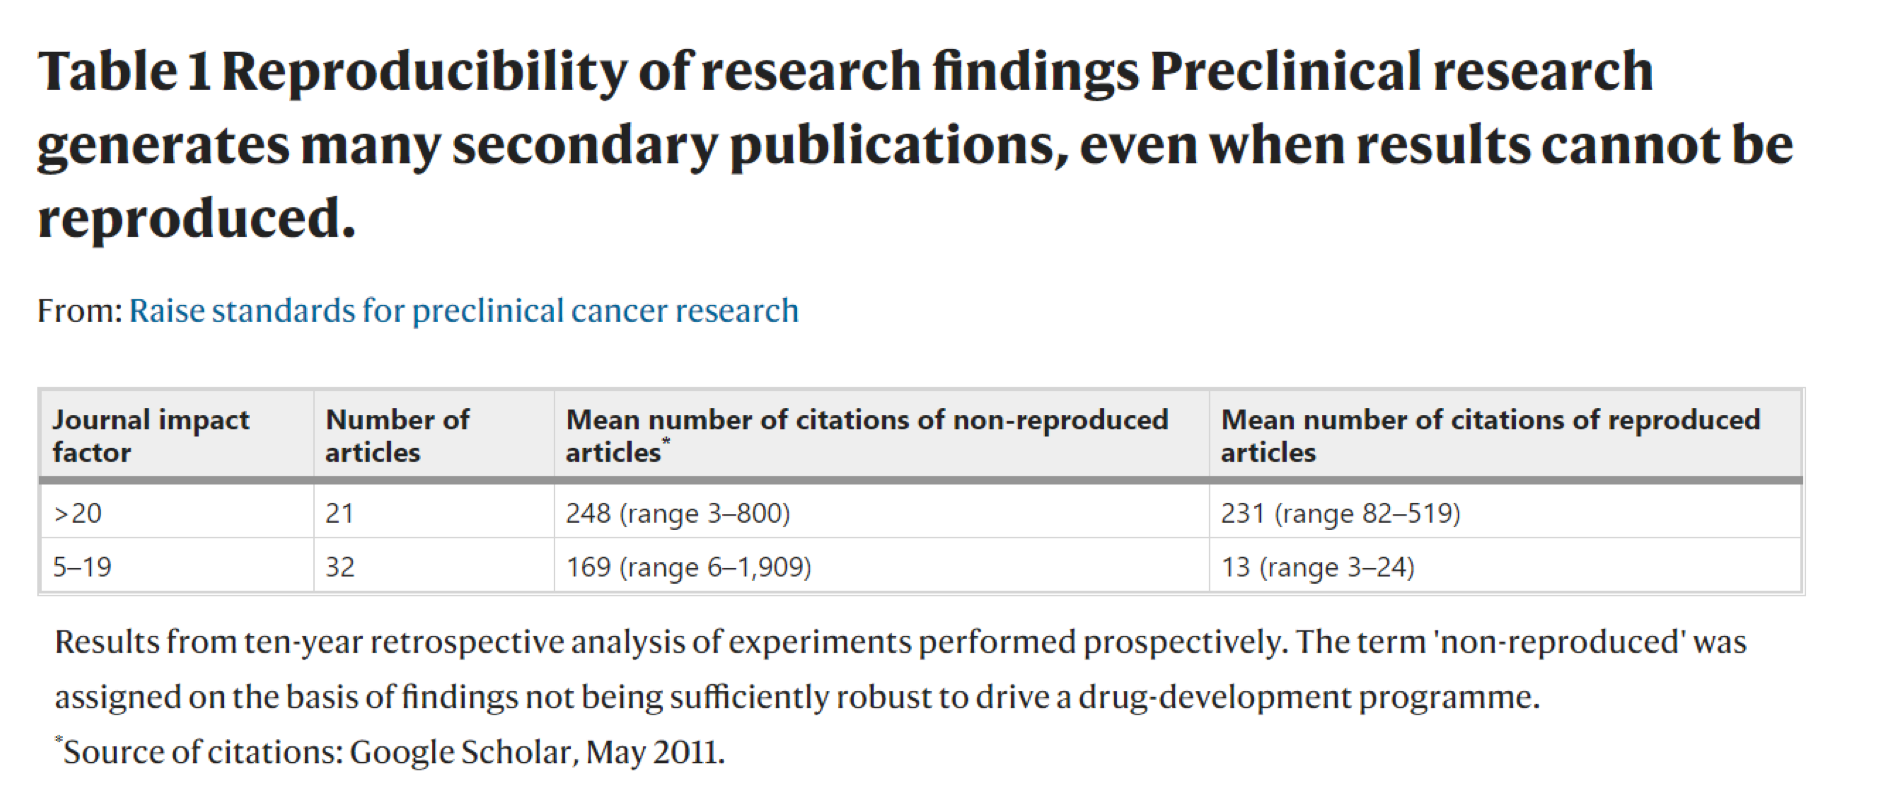 Table 1 Reproducibility of research findings Preclinical research
generates many secondary publications, even when results cannot be
reproduced.
From: Raise standards for preclinical cancer research
Journal impact factor | Number of articles | Mean number of citations of non-reproduced articles* | Mean number of citations of reproduced articles
>20 | 21 | 248 (range 3–800) | 231 (range 82–519)
5–19 | 32 | 169 (range 6–1,909) | 13 (range 3–24)
Results from ten-year retrospective analysis of experiments performed prospectively. The term 'non-reproduced' was
assigned on the basis of findings not being sufficiently robust to drive a drug-development programme.
*Source of citations: Google Scholar, May 2011.